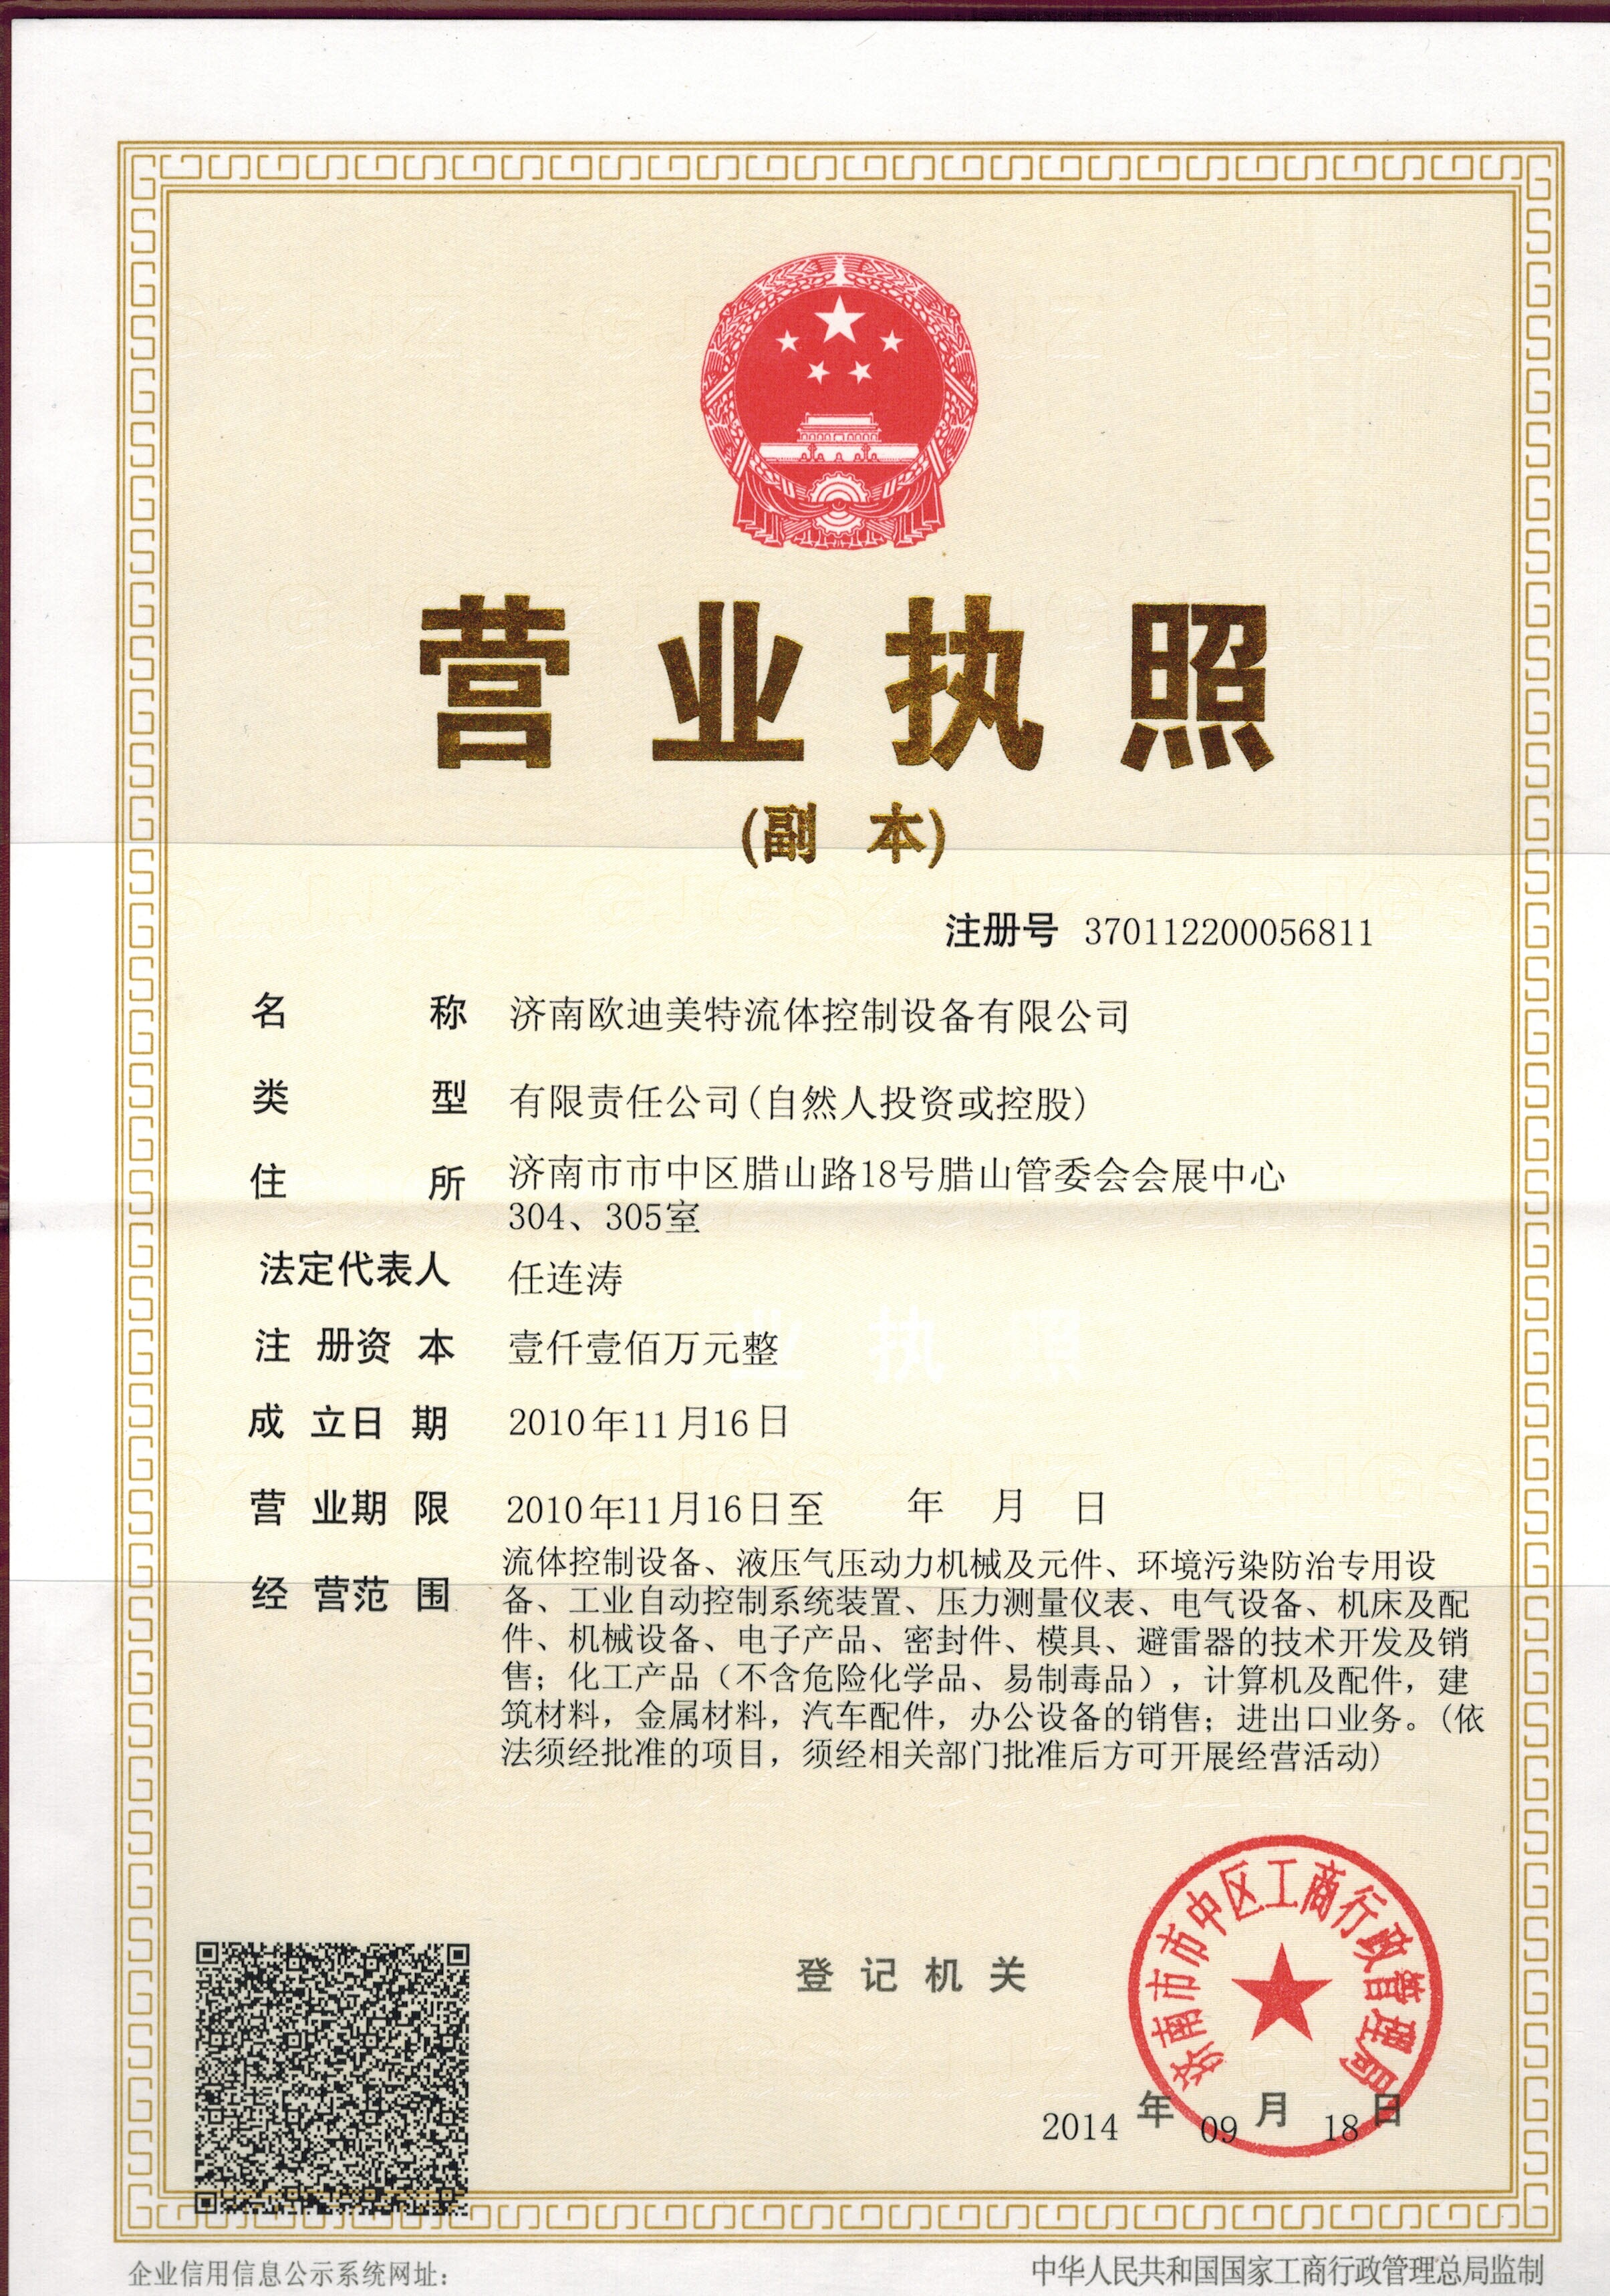 营业执照
(副 本)
注册号 370112200056811
名 称 济南欧迪美特流体控制设备有限公司
类 型 有限责任公司(自然人投资或控股)
住 所 济南市市中区腊山路18号腊山管委会会展中心
304、305室
法定代表人 任连涛
注 册 资 本 壹仟壹佰万元整
成 立 日 期 2010年11月16日
营 业 期 限 2010年11月16日至 年 月 日
经 营 范 围 流体控制设备、液压气压动力机械及元件、环境污染防治专用设
备、工业自动控制系统装置、压力测量仪表、电气设备、机床及配
件、机械设备、电子产品、密封件、模具、避雷器的技术开发及销
售；化工产品（不含危险化学品、易制毒品），计算机及配件，建
筑材料，金属材料，汽车配件，办公设备的销售；进出口业务。(依
法须经批准的项目，须经相关部门批准后方可开展经营活动)
登 记 机 关
济南市市中区工商行政管理局
2014 年 09 月 18 日
企业信用信息公示系统网址：
中华人民共和国国家工商行政管理总局监制